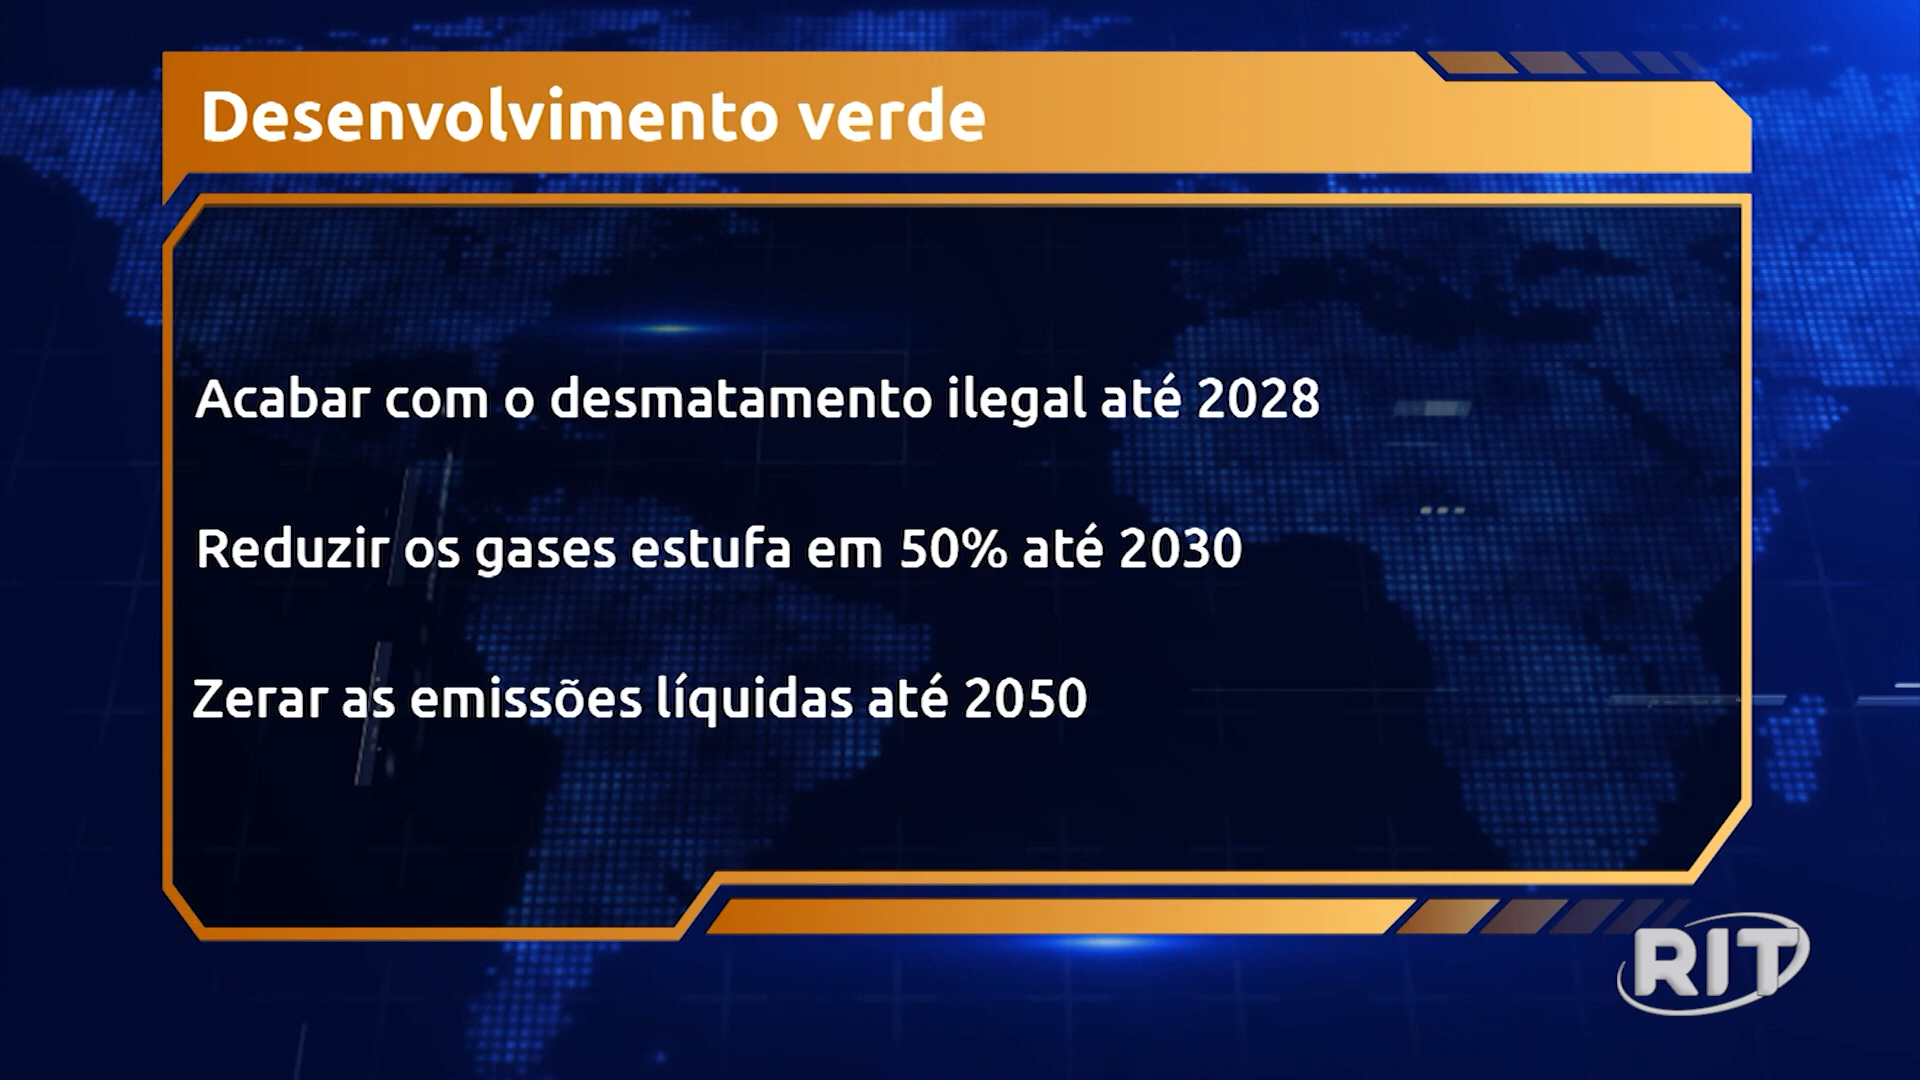 Desenvolvimento verde
Acabar com o desmatamento ilegal até 2028
Reduzir os gases estufa em 50% até 2030
Zerar as emissões líquidas até 2050
RIT